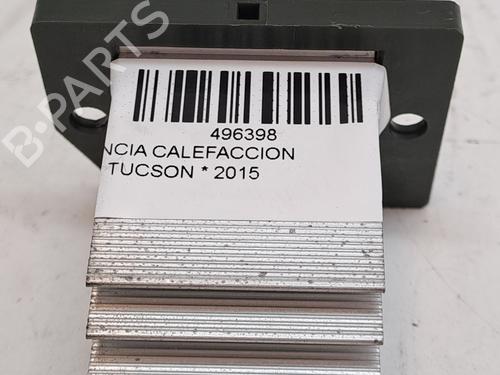 B-PARTS
496398
NCIA CALEFACCION
TUCSON * 2015